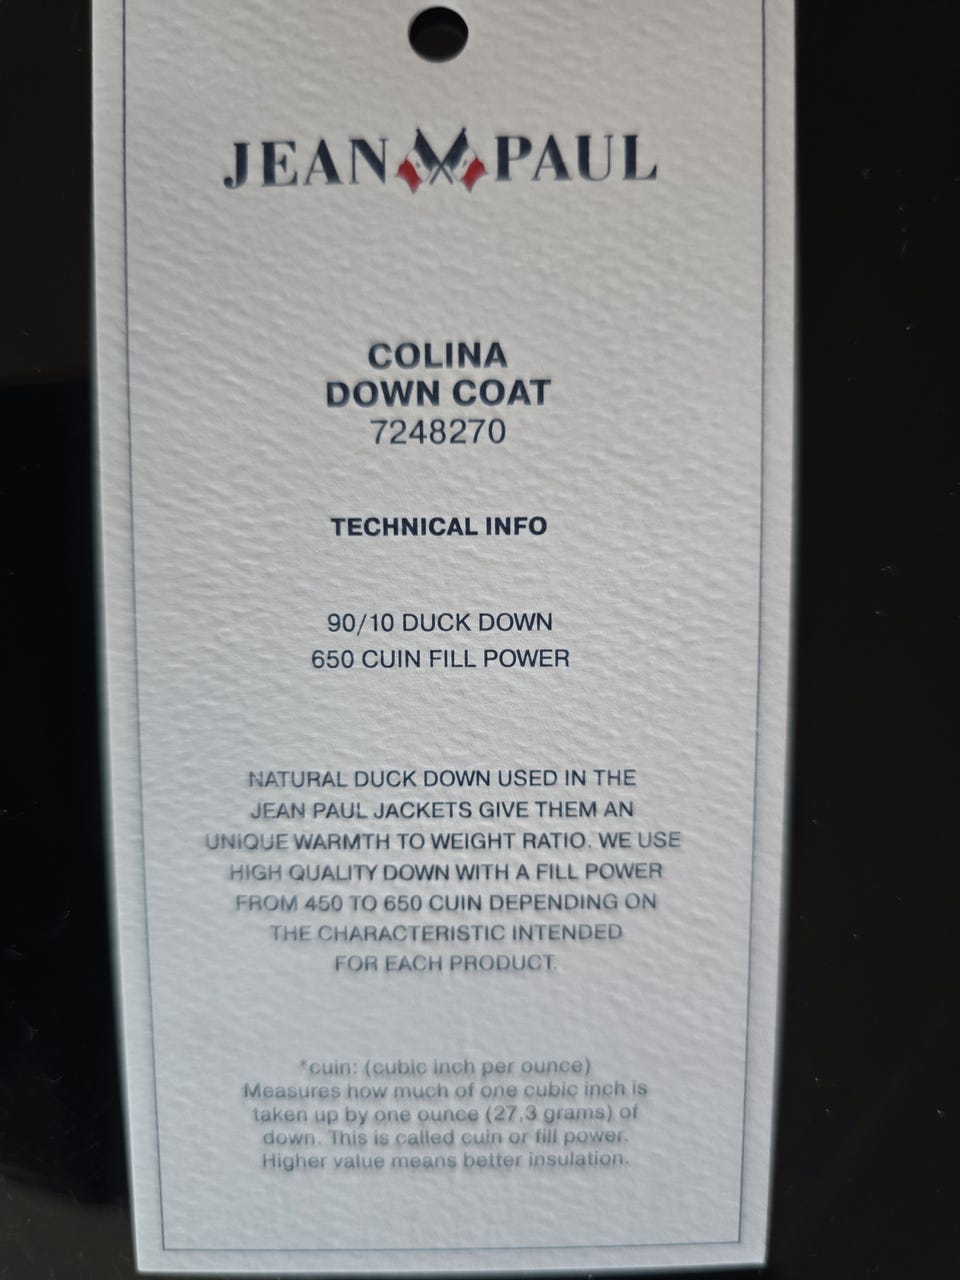 JEAN PAUL
COLINA
DOWN COAT
7248270
TECHNICAL INFO
90/10 DUCK DOWN
650 CUIN FILL POWER
NATURAL DUCK DOWN USED IN THE
JEAN PAUL JACKETS GIVE THEM AN
UNIQUE WARMTH TO WEIGHT RATIO. WE USE
HIGH QUALITY DOWN WITH A FILL POWER
FROM 450 TO 650 CUIN DEPENDING ON
THE CHARACTERISTIC INTENDED
FOR EACH PRODUCT.
*cuin: (cubic inch per ounce)
Measures how much of one cubic inch is
taken up by one ounce (27,3 grams) of
down. This is called cuin or fill power.
Higher value means better insulation.